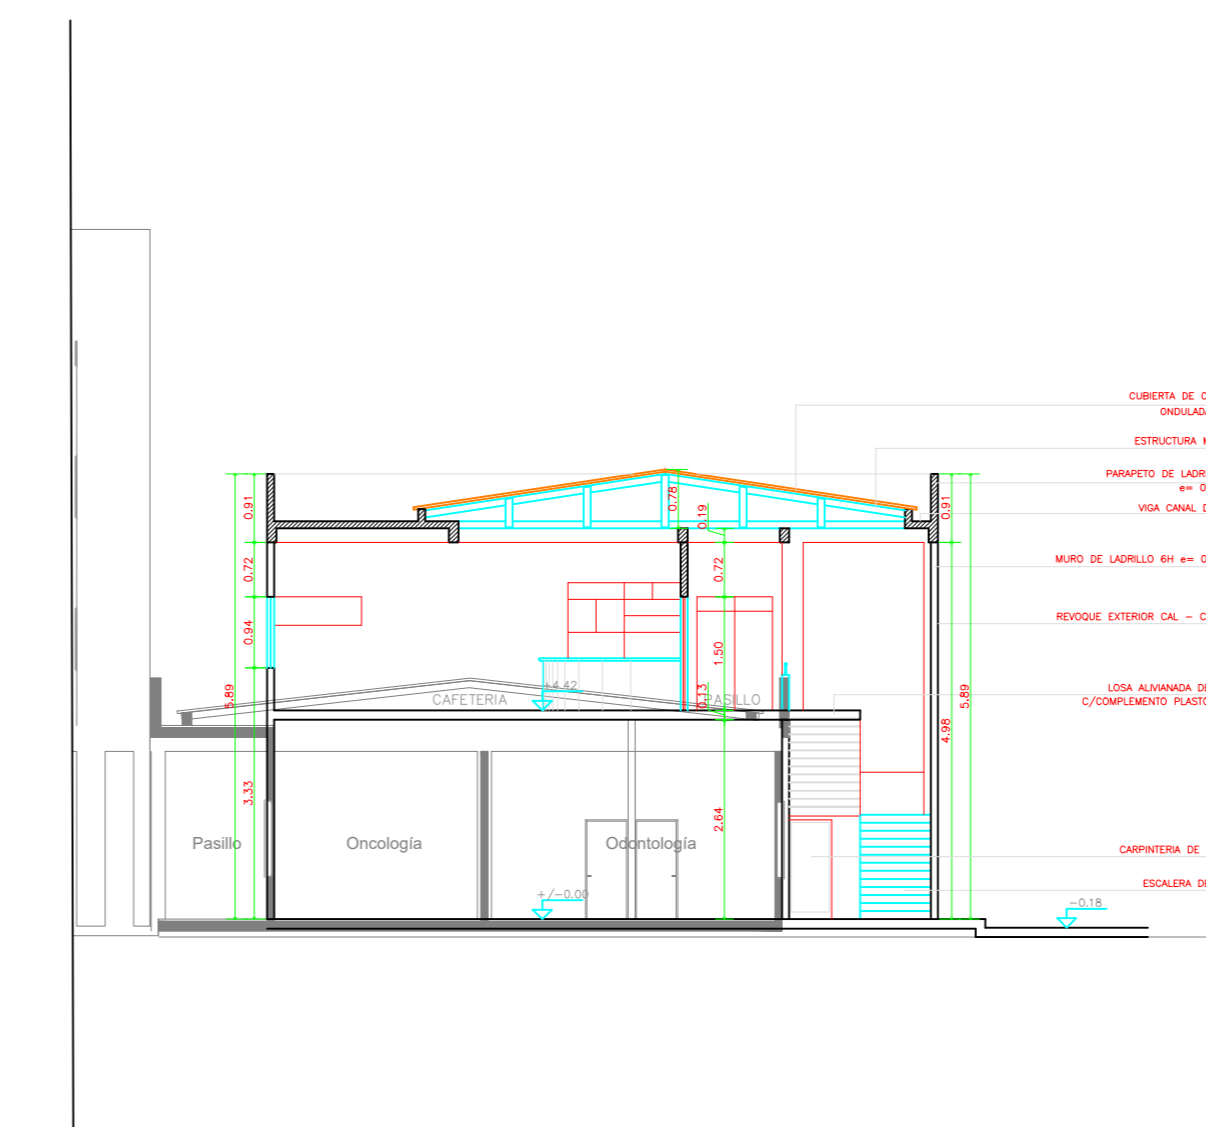 CUBIERTA DE
ONDULAD
ESTRUCTURA
PARAPETO DE LADR
e= 0
VIGA CANAL
MURO DE LADRILLO 6H e= 0
REVOQUE EXTERIOR CAL – C
LOSA ALIVIANADA DE
C/COMPLEMENTO PLAST
CARPINTERIA DE
ESCALERA DE
0.91
0.78
0.19
0.91
0.72
0.72
0.94
1.50
5.89
0.13
5.89
4.98
3.33
2.64
+4.42
CAFETERIA
PASILLO
Pasillo
Oncología
Odontología
+/-0.00
-0.18